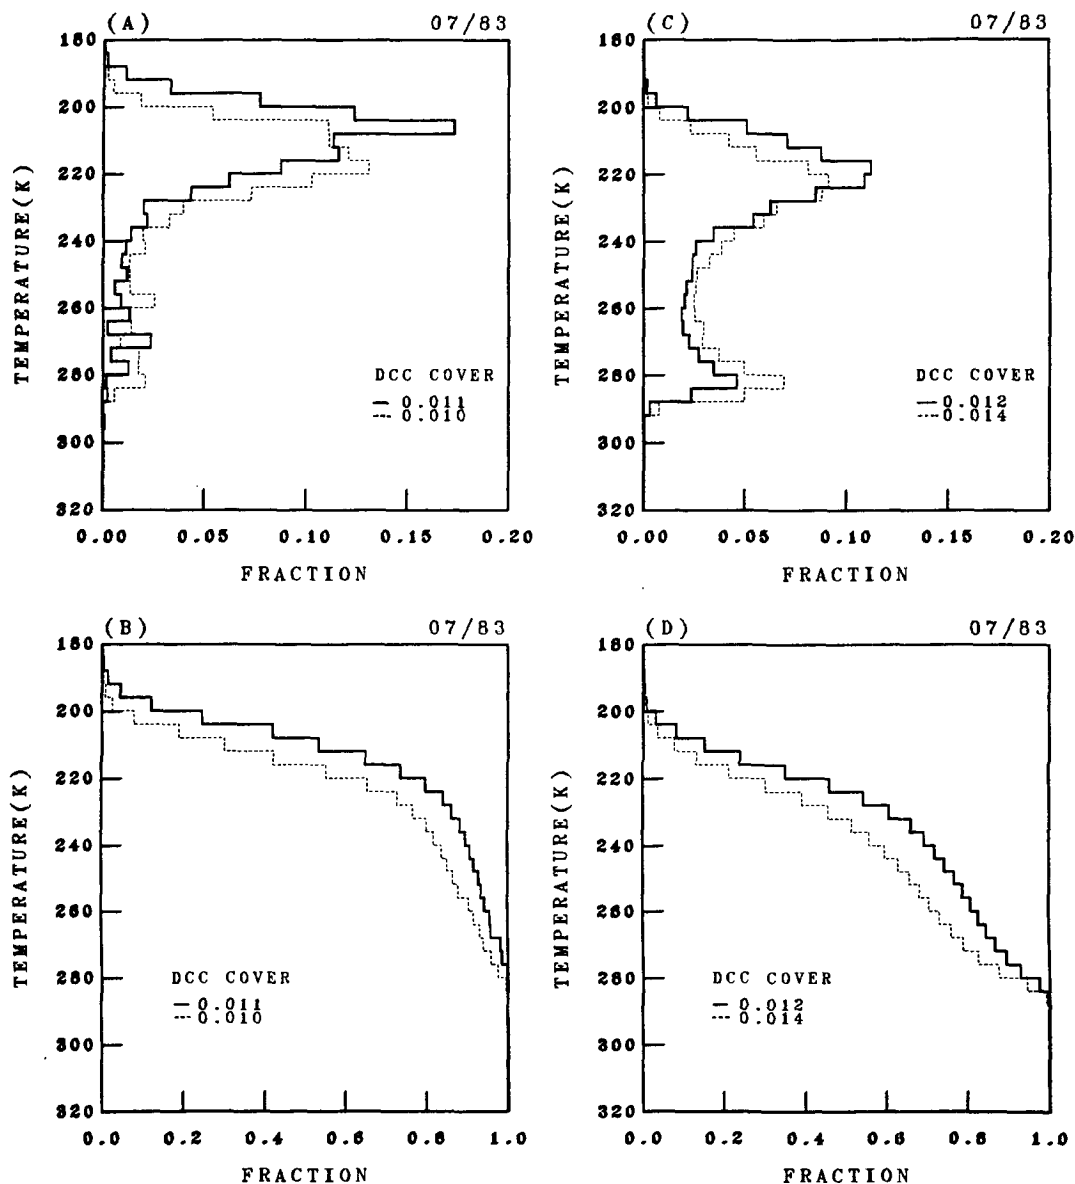 (A) 07/83
180
200
220
240
260
280
300
320
TEMPERATURE(K)
DCC COVER
0.011
0.010
0.00 0.05 0.10 0.15 0.20
FRACTION
(C) 07/83
180
200
220
240
260
280
300
320
TEMPERATURE(K)
DCC COVER
0.012
0.014
0.00 0.05 0.10 0.15 0.20
FRACTION
(B) 07/83
180
200
220
240
260
280
300
320
TEMPERATURE(K)
DCC COVER
0.011
0.010
0.0 0.2 0.4 0.6 0.8 1.0
FRACTION
(D) 07/83
180
200
220
240
260
280
300
320
TEMPERATURE(K)
DCC COVER
0.012
0.014
0.0 0.2 0.4 0.6 0.8 1.0
FRACTION